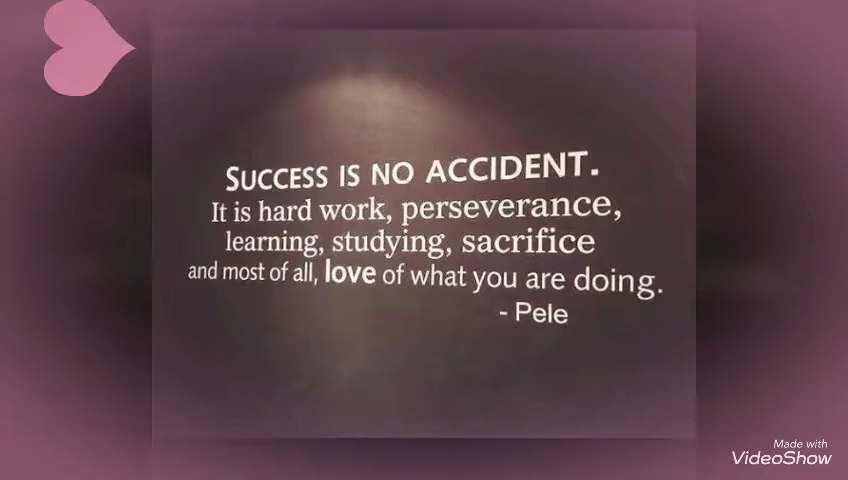 SUCCESS IS NO ACCIDENT.
It is hard work, perseverance,
learning, studying, sacrifice
and most of all, love of what you are doing.
- Pele
Made with
VideoShow